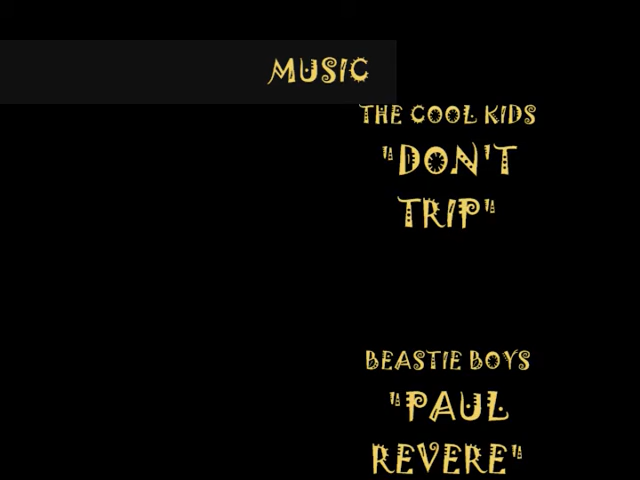 MUSIC
THE COOL KIDS
"DON'T
TRIP"
BEASTIE BOYS
"PAUL
REVERE"